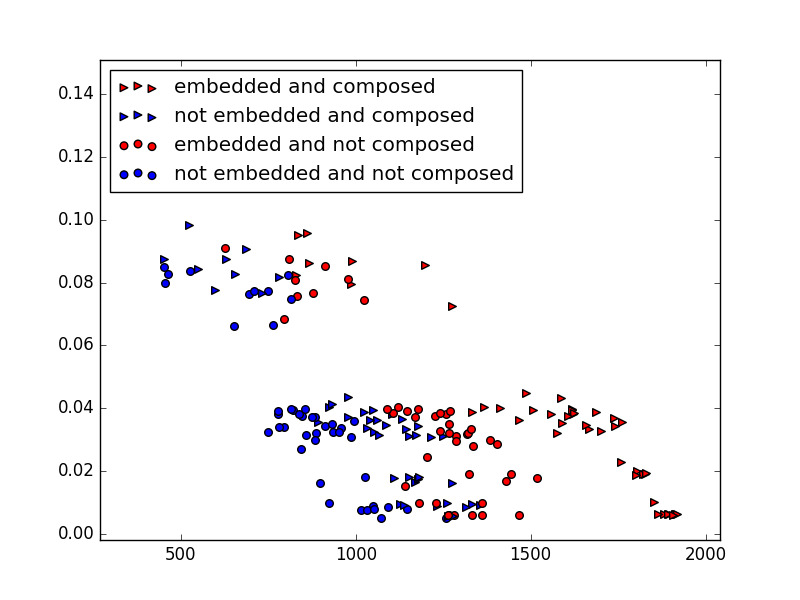 0.14
0.12
0.10
0.08
0.06
0.04
0.02
0.00
embedded and composed
not embedded and composed
embedded and not composed
not embedded and not composed
500 1000 1500 2000